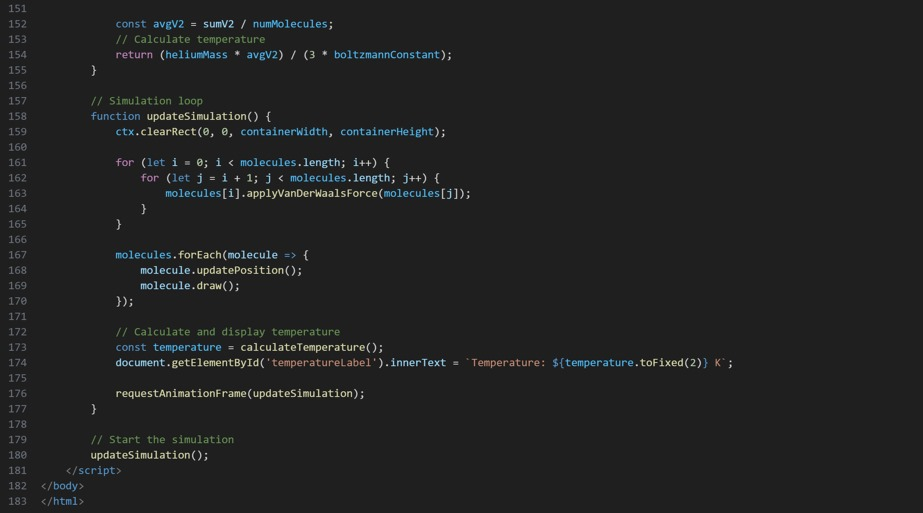 151
152 const avgV2 = sumV2 / numMolecules;
153 // Calculate temperature
154 return (heliumMass * avgV2) / (3 * boltzmannConstant);
155 }
156
157 // Simulation loop
158 function updateSimulation() {
159 ctx.clearRect(0, 0, containerWidth, containerHeight);
160
161 for (let i = 0; i < molecules.length; i++) {
162 for (let j = i + 1; j < molecules.length; j++) {
163 molecules[i].applyVanDerWaalsForce(molecules[j]);
164 }
165 }
166
167 molecules.forEach(molecule => {
168 molecule.updatePosition();
169 molecule.draw();
170 });
171
172 // Calculate and display temperature
173 const temperature = calculateTemperature();
174 document.getElementById('temperatureLabel').innerText = `Temperature: ${temperature.toFixed(2)} K`;
175
176 requestAnimationFrame(updateSimulation);
177 }
178
179 // Start the simulation
180 updateSimulation();
181 </script>
182 </body>
183 </html>